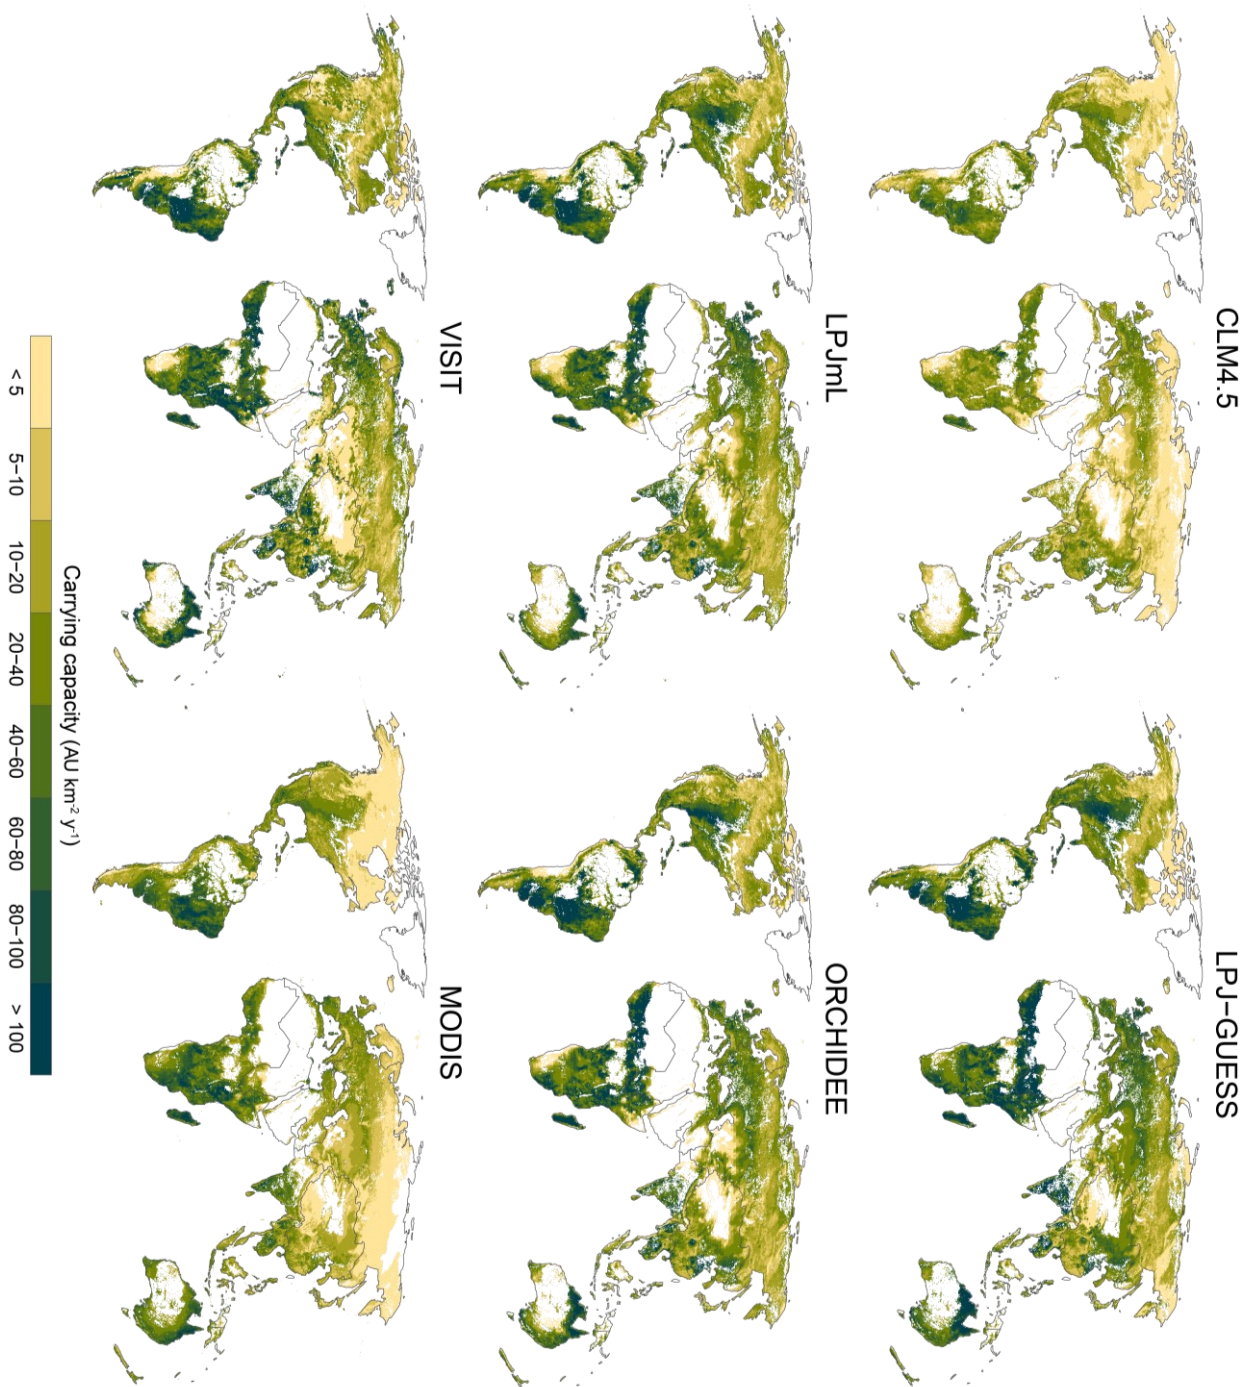 CLM4.5
LPJ−GUESS
LPJmL
ORCHIDEE
VISIT
MODIS
Carrying capacity (AU km⁻² y⁻¹)
< 5
5−10
10−20
20−40
40−60
60−80
80−100
> 100